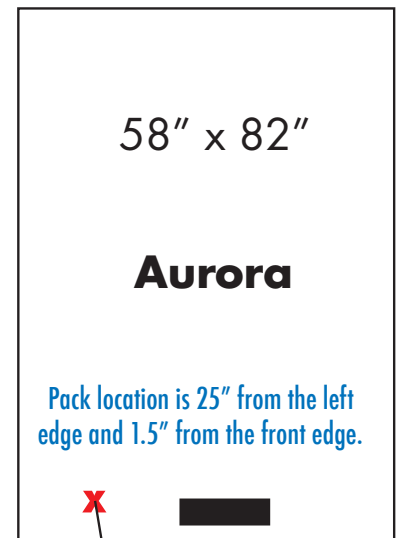 58" x 82"
Aurora
Pack location is 25" from the left
edge and 1.5" from the front edge.
X